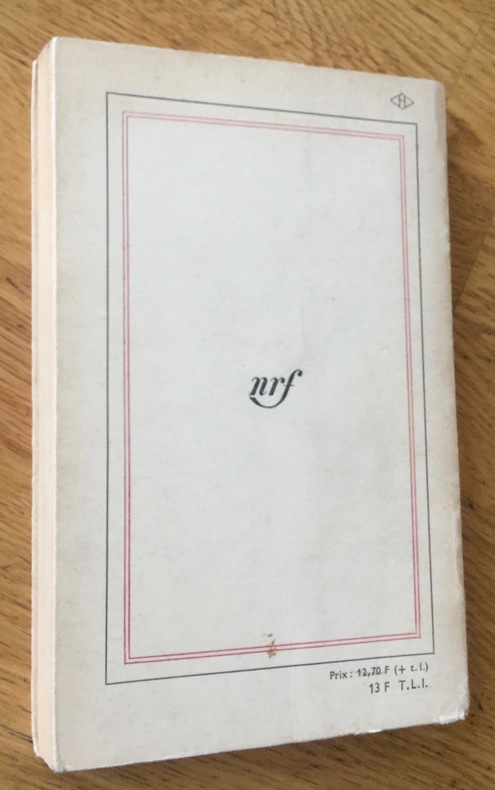 nrf
Prix : 12,70 F (+ t.l.)
13 F T.L.I.